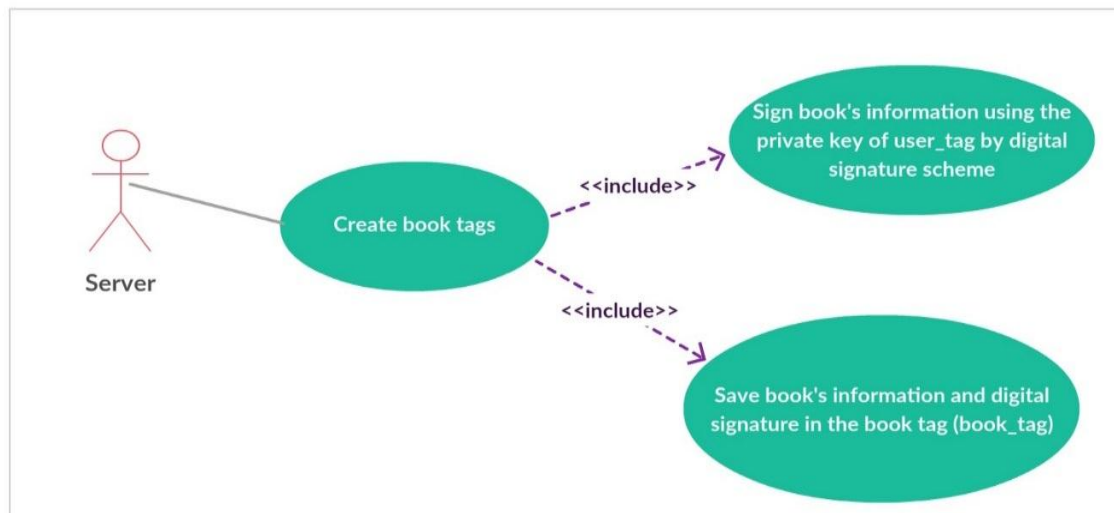 Sign book's information using the
private key of user_tag by digital
signature scheme
<<include>>
Create book tags
Server
<<include>>
Save book's information and digital
signature in the book tag (book_tag)